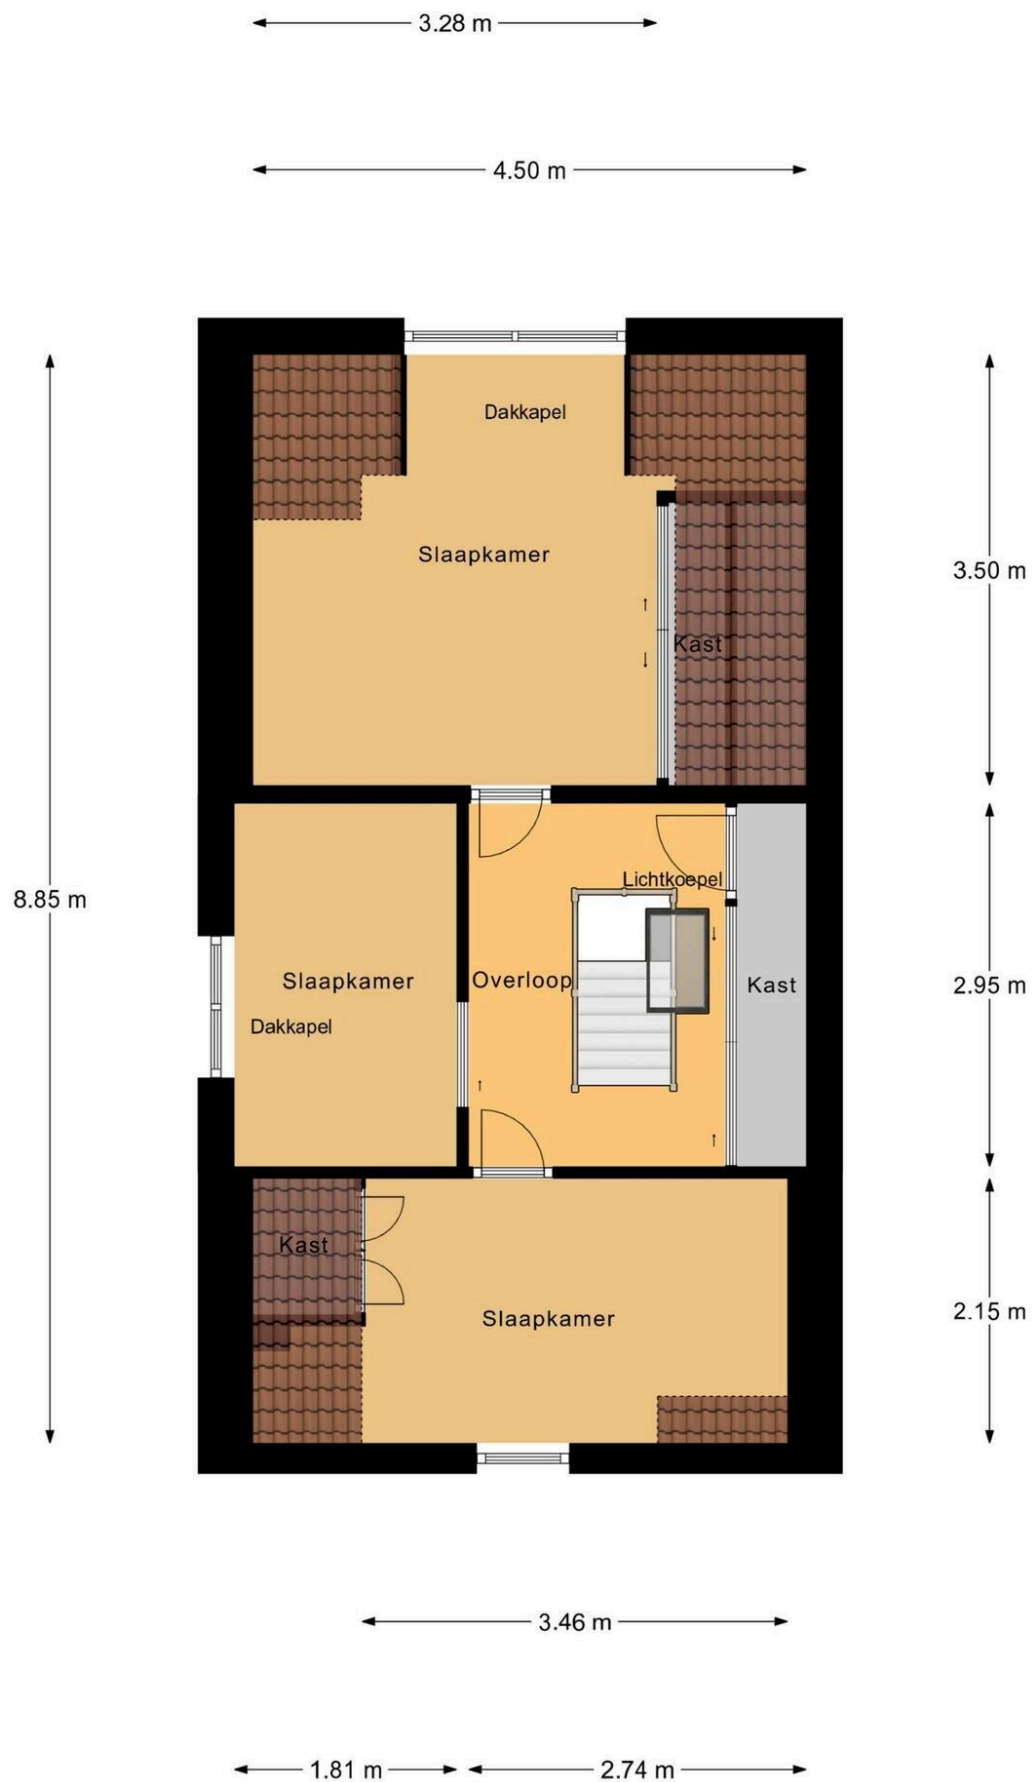 3.28 m
4.50 m
Dakkapel
Slaapkamer
3.50 m
Kast
Lichtkoepel
8.85 m
Slaapkamer
Overloop
Kast
2.95 m
Dakkapel
Kast
Slaapkamer
2.15 m
3.46 m
1.81 m
2.74 m